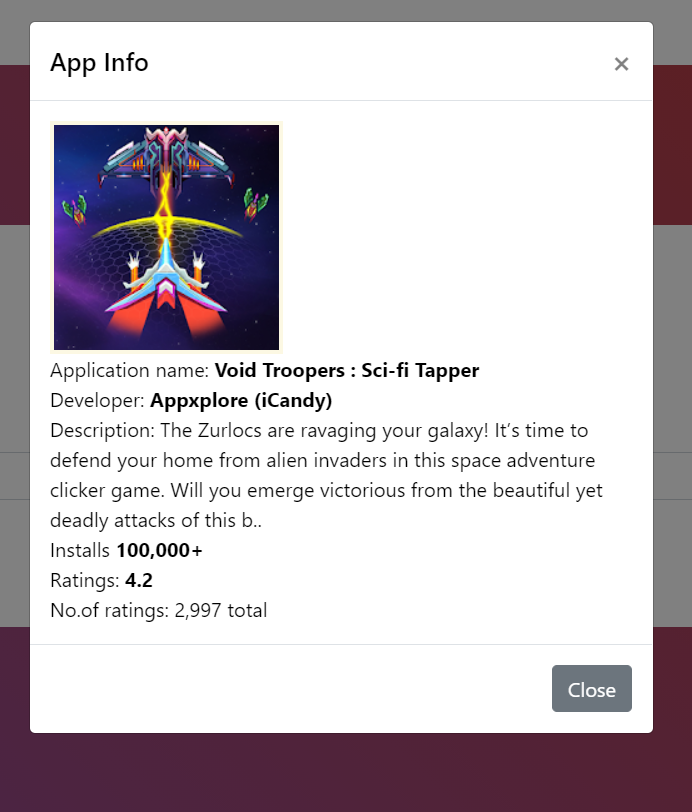 App Info
×
Application name: Void Troopers : Sci-fi Tapper
Developer: Appxplore (iCandy)
Description: The Zurlocs are ravaging your galaxy! It’s time to
defend your home from alien invaders in this space adventure
clicker game. Will you emerge victorious from the beautiful yet
deadly attacks of this b..
Installs 100,000+
Ratings: 4.2
No.of ratings: 2,997 total
Close